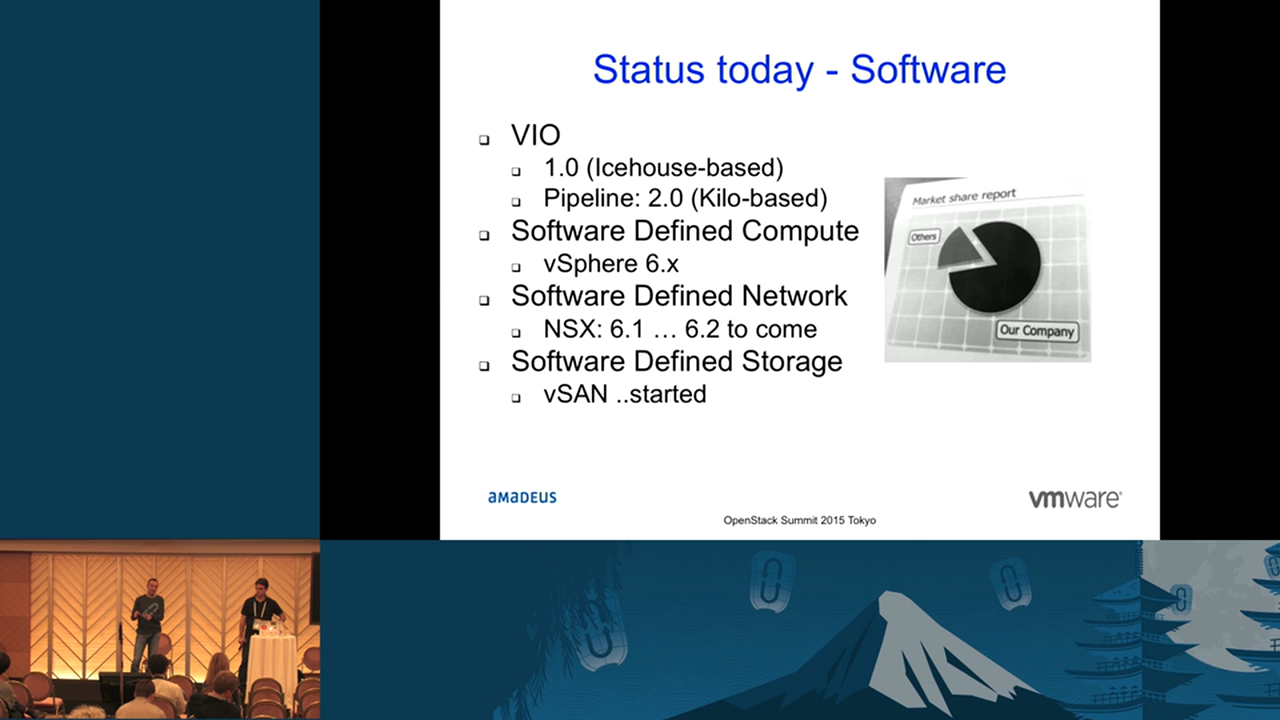 Status today - Software
VIO
1.0 (Icehouse-based)
Pipeline: 2.0 (Kilo-based)
Software Defined Compute
vSphere 6.x
Software Defined Network
NSX: 6.1 … 6.2 to come
Software Defined Storage
vSAN ..started
Market share report
Others
Our Company
amadeus
vmware®
OpenStack Summit 2015 Tokyo